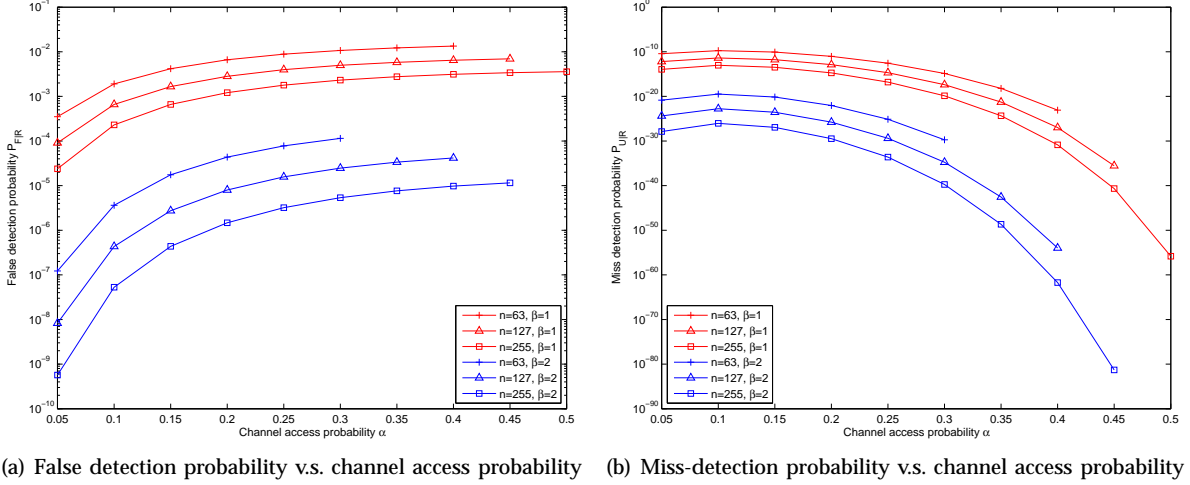 False detection probability P_F|R
10^-1
10^-2
10^-3
10^-4
10^-5
10^-6
10^-7
10^-8
10^-9
10^-10
0.05 0.1 0.15 0.2 0.25 0.3 0.35 0.4 0.45 0.5
Channel access probability α
n=63, β=1
n=127, β=1
n=255, β=1
n=63, β=2
n=127, β=2
n=255, β=2
(a) False detection probability v.s. channel access probability
Miss detection probability P_U|R
10^0
10^-10
10^-20
10^-30
10^-40
10^-50
10^-60
10^-70
10^-80
10^-90
0.05 0.1 0.15 0.2 0.25 0.3 0.35 0.4 0.45 0.5
Channel access probability α
n=63, β=1
n=127, β=1
n=255, β=1
n=63, β=2
n=127, β=2
n=255, β=2
(b) Miss-detection probability v.s. channel access probability